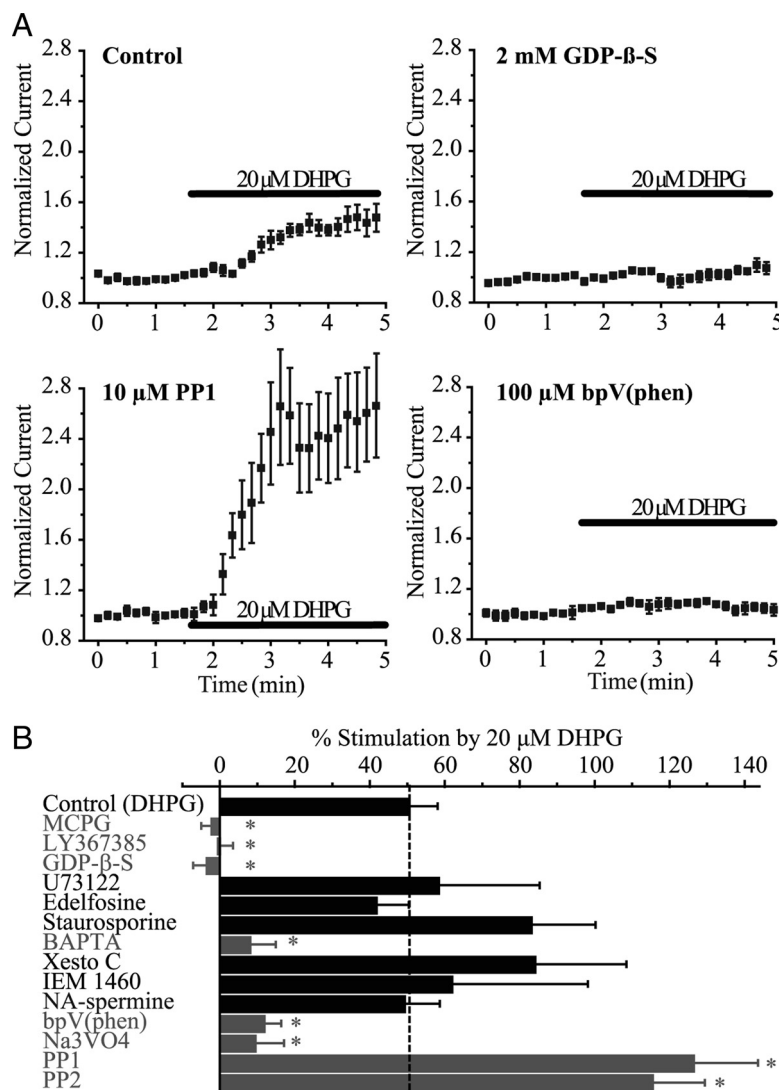 A
Control
2 mM GDP-ß-S
Normalized Current
2.8
2.4
2.0
1.6
1.2
0.8
20 µM DHPG
0 1 2 3 4 5
Normalized Current
2.8
2.4
2.0
1.6
1.2
0.8
20 µM DHPG
0 1 2 3 4 5
10 µM PP1
100 µM bpV(phen)
Normalized Current
2.8
2.4
2.0
1.6
1.2
0.8
20 µM DHPG
0 1 2 3 4 5
Time (min)
Normalized Current
2.8
2.4
2.0
1.6
1.2
0.8
20 µM DHPG
0 1 2 3 4 5
Time (min)
B
% Stimulation by 20 µM DHPG
0 20 40 60 80 100 120 140
Control (DHPG)
MCPG *
LY367385 *
GDP-β-S *
U73122
Edelfosine
Staurosporine
BAPTA *
Xesto C
IEM 1460
NA-spermine
bpV(phen) *
Na3VO4 *
PP1 *
PP2 *